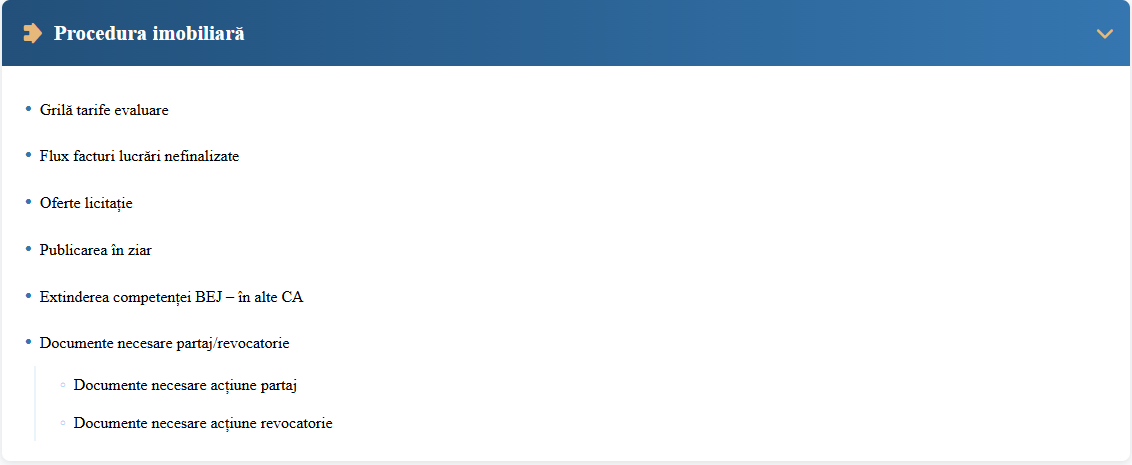 Procedura imobiliară
Grilă tarife evaluare
Flux facturi lucrări nefinalizate
Oferte licitație
Publicarea în ziar
Extinderea competenței BEJ – în alte CA
Documente necesare partaj/revocatorie
Documente necesare acțiune partaj
Documente necesare acțiune revocatorie